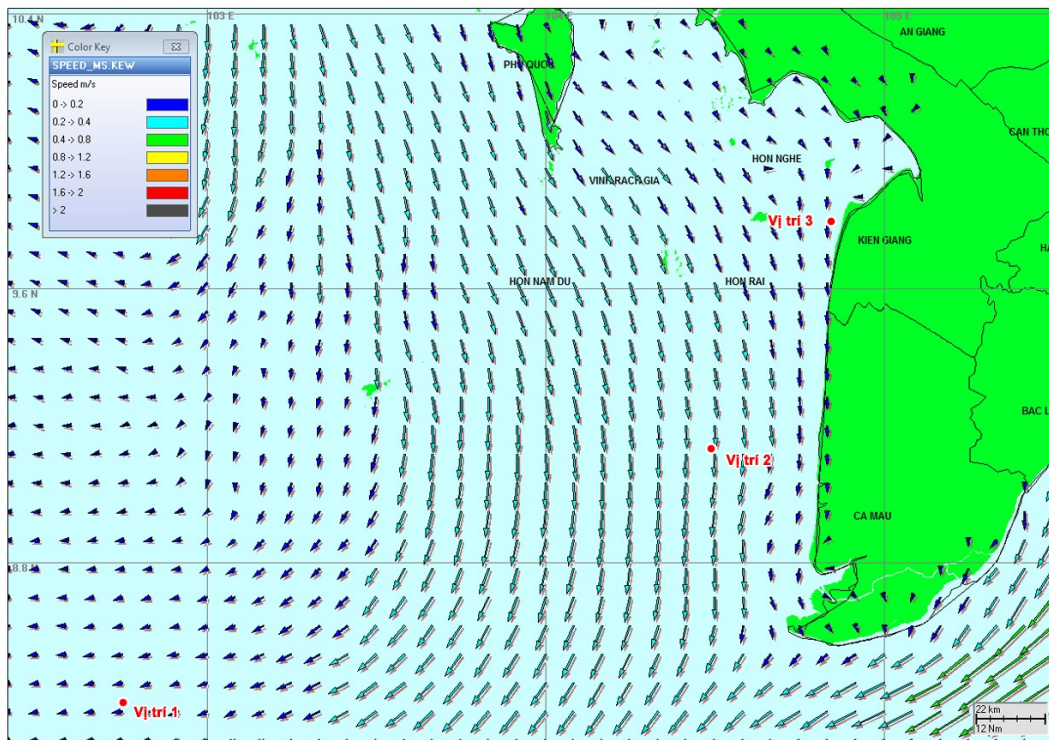 10.4 N
103 E
104 E
105 E
Color Key
SPEED_MS.KEW
Speed m/s
0 -> 0.2
0.2 -> 0.4
0.4 -> 0.8
0.8 -> 1.2
1.2 -> 1.6
1.6 -> 2
> 2
AN GIANG
PHU QUOC
CAN THO
HON NGHE
VINH RACH GIA
Vị trí 3
KIEN GIANG
HA
HON NAM DU
HON RAI
9.6 N
BAC L
Vị trí 2
CA MAU
8.8 N
Vị trí 1
22 km
12 Nm